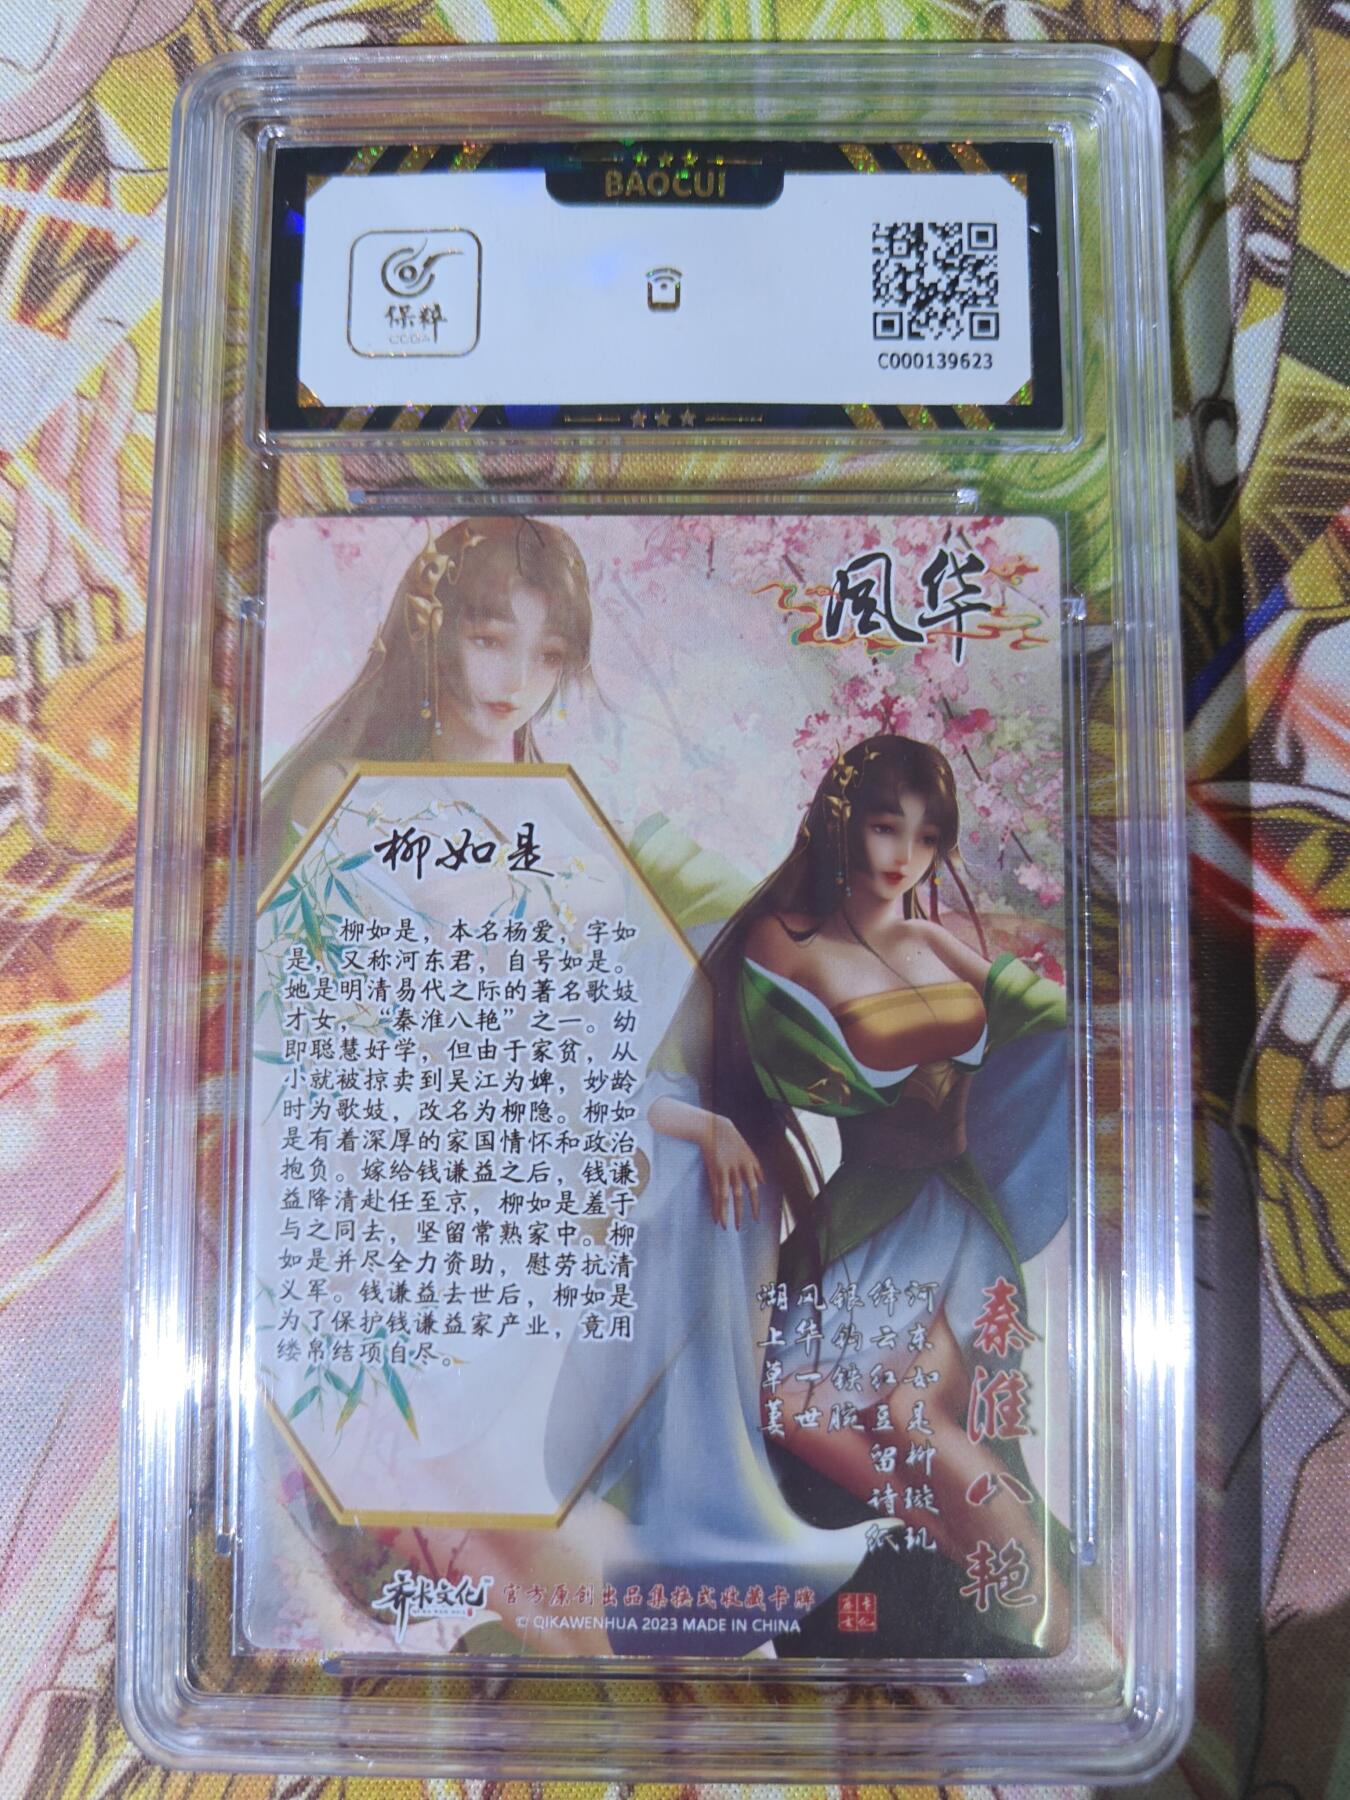 BAOCUI
保粹
C000139623
风华
柳如是
柳如是，本名杨爱，字如
是，又称河东君，自号如是。
她是明清易代之际的著名歌妓
才女，“秦淮八艳”之一。幼
即聪慧好学，但由于家贫，从
小就被掠卖到吴江为婢，妙龄
时为歌妓，改名为柳隐。柳如
是有着深厚的家国情怀和政治
抱负。嫁给钱谦益之后，钱谦
益降清赴任至京，柳如是羞于
与之同去，坚留常熟家中。柳
如是并尽全力资助，慰劳抗清
义军。钱谦益去世后，柳如是
为了保护钱谦益家产业，竟用
缕帛结项自尽。
秦淮八艳
河东如是柳璇玑
绛云红豆留诗纸
银钩铁腕
风华一世
湖上草蓑
齐卡文化
官方原创出品集换式收藏卡牌
© QIKAWENHUA 2023 MADE IN CHINA